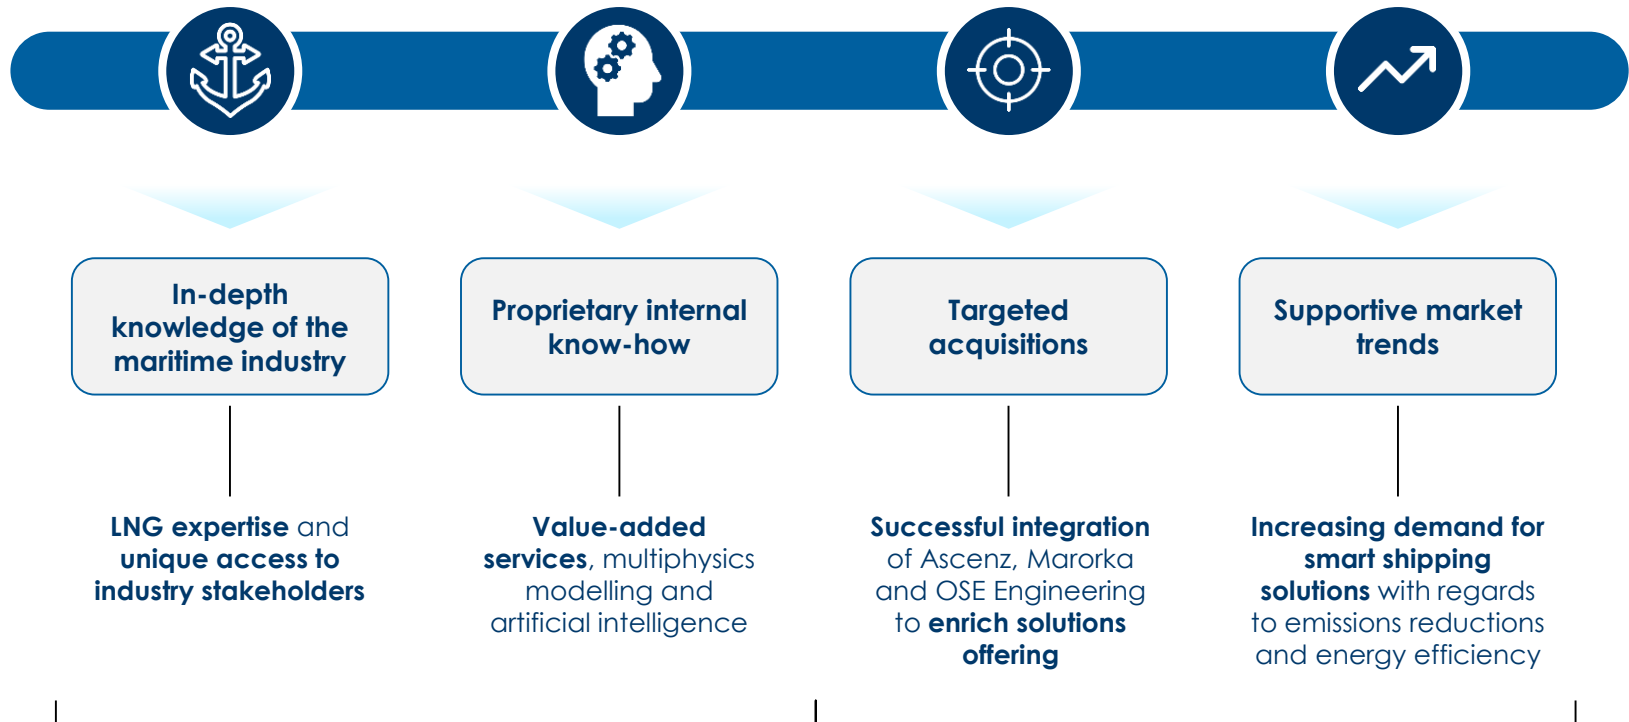 In-depth
knowledge of the
maritime industry
Proprietary internal
know-how
Targeted
acquisitions
Supportive market
trends
LNG expertise and
unique access to
industry stakeholders
Value-added
services, multiphysics
modelling and
artificial intelligence
Successful integration
of Ascenz, Marorka
and OSE Engineering
to enrich solutions
offering
Increasing demand for
smart shipping
solutions with regards
to emissions reductions
and energy efficiency